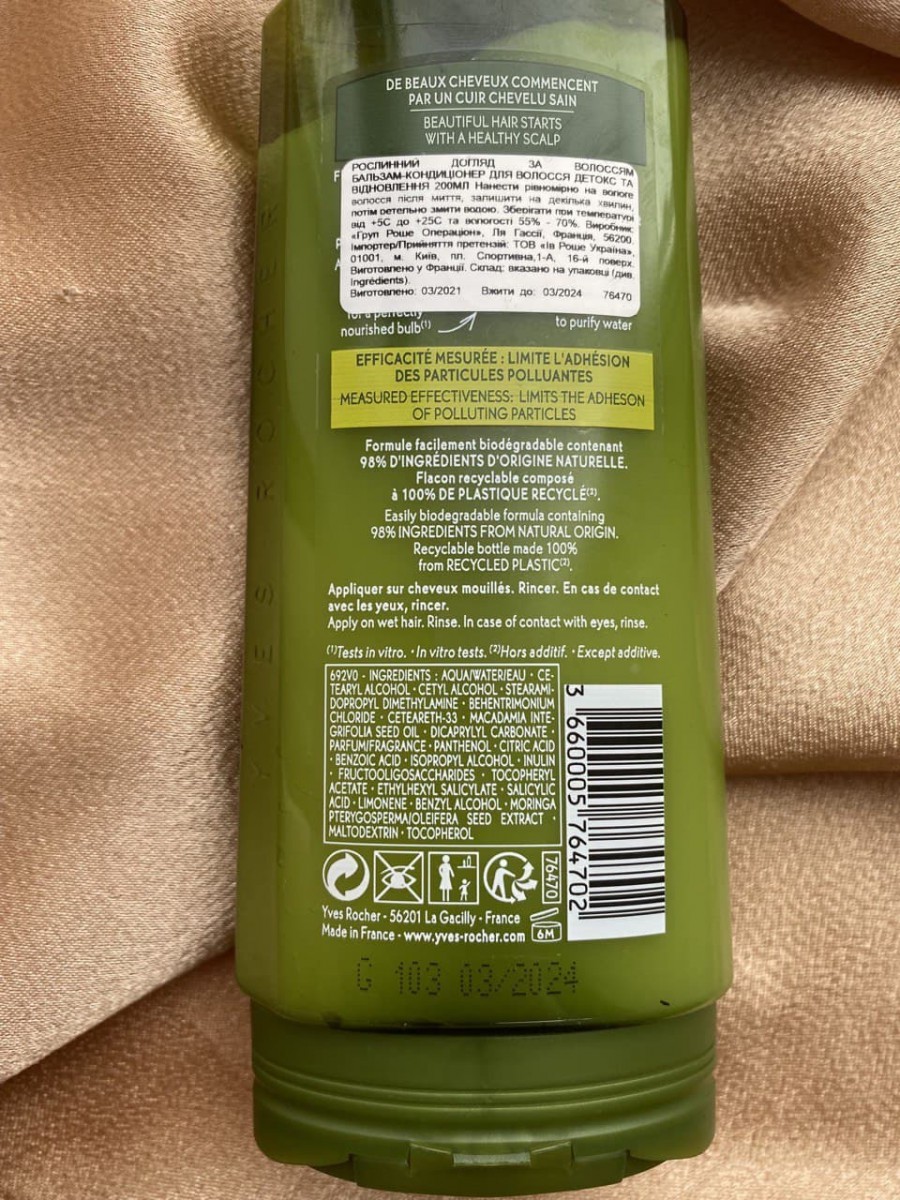 DE BEAUX CHEVEUX COMMENCENT
PAR UN CUIR CHEVELU SAIN
BEAUTIFUL HAIR STARTS
WITH A HEALTHY SCALP
РОСЛИННИЙ ДОГЛЯД ЗА ВОЛОССЯМ
БАЛЬЗАМ-КОНДИЦІОНЕР ДЛЯ ВОЛОССЯ ДЕТОКС ТА
ВІДНОВЛЕННЯ 200МЛ Нанести рівномірно на вологе
волосся після миття, залишити на декілька хвилин,
потім ретельно змити водою. Зберігати при температурі
від +5С до +25С та вологості 55% - 70%. Виробник:
«Груп Роше Операціон», Ля Гассії, Франція, 56200.
Імпортер/Прийняття претензій: ТОВ «Ів Роше Україна»,
01001, м. Київ, пл. Спортивна,1-А, 16-й поверх.
Виготовлено у Франції. Склад: вказано на упаковці (див.
Ingrédients).
Виготовлено: 03/2021 Вжити до: 03/2024 76470
for a perfectly
nourished bulb(1)
to purify water
EFFICACITÉ MESURÉE : LIMITE L'ADHÉSION
DES PARTICULES POLLUANTES
MEASURED EFFECTIVENESS: LIMITS THE ADHESON
OF POLLUTING PARTICLES
Formule facilement biodégradable contenant
98% D'INGRÉDIENTS D'ORIGINE NATURELLE.
Flacon recyclable composé
à 100% DE PLASTIQUE RECYCLÉ(2).
Easily biodegradable formula containing
98% INGREDIENTS FROM NATURAL ORIGIN.
Recyclable bottle made 100%
from RECYCLED PLASTIC(2).
Appliquer sur cheveux mouillés. Rincer. En cas de contact
avec les yeux, rincer.
Apply on wet hair. Rinse. In case of contact with eyes, rinse.
(1)Tests in vitro. · In vitro tests. (2)Hors additif. · Except additive.
692V0 - INGREDIENTS : AQUA/WATER/EAU · CE-
TEARYL ALCOHOL · CETYL ALCOHOL · STEARAMI-
DOPROPYL DIMETHYLAMINE · BEHENTRIMONIUM
CHLORIDE · CETEARETH-33 · MACADAMIA INTE-
GRIFOLIA SEED OIL · DICAPRYLYL CARBONATE ·
PARFUM/FRAGRANCE · PANTHENOL · CITRIC ACID
· BENZOIC ACID · ISOPROPYL ALCOHOL · INULIN
· FRUCTOOLIGOSACCHARIDES · TOCOPHERYL
ACETATE · ETHYLHEXYL SALICYLATE · SALICYLIC
ACID · LIMONENE · BENZYL ALCOHOL · MORINGA
PTERYGOSPERMA/OLEIFERA SEED EXTRACT ·
MALTODEXTRIN · TOCOPHEROL
3 660005 764702
76470
Yves Rocher - 56201 La Gacilly - France
Made in France - www.yves-rocher.com
6M
G 103 03/2024
YVES ROCHER